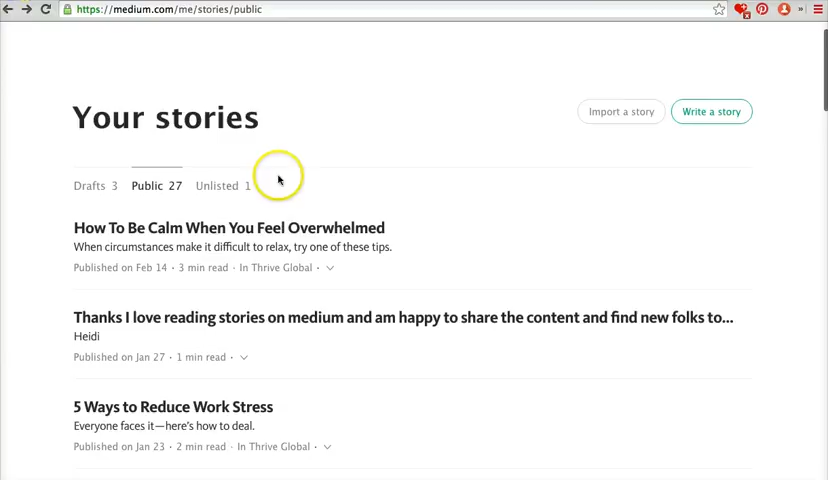 https://medium.com/me/stories/public
Your stories
Import a story
Write a story
Drafts 3 Public 27 Unlisted 1
How To Be Calm When You Feel Overwhelmed
When circumstances make it difficult to relax, try one of these tips.
Published on Feb 14 · 3 min read · In Thrive Global ·
Thanks I love reading stories on medium and am happy to share the content and find new folks to...
Heidi
Published on Jan 27 · 1 min read ·
5 Ways to Reduce Work Stress
Everyone faces it—here's how to deal.
Published on Jan 23 · 2 min read · In Thrive Global ·